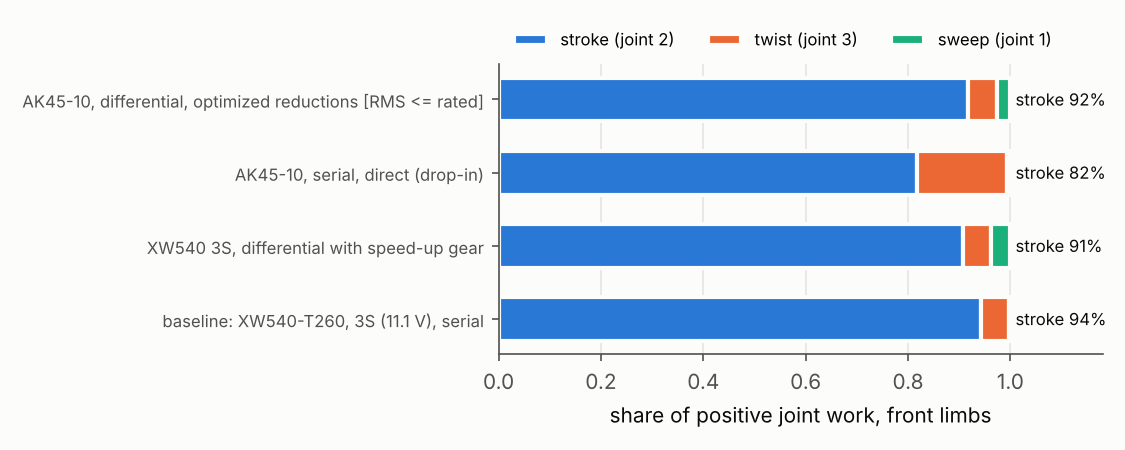 stroke (joint 2) twist (joint 3) sweep (joint 1)
AK45-10, differential, optimized reductions [RMS <= rated] stroke 92%
AK45-10, serial, direct (drop-in) stroke 82%
XW540 3S, differential with speed-up gear stroke 91%
baseline: XW540-T260, 3S (11.1 V), serial stroke 94%
0.0 0.2 0.4 0.6 0.8 1.0
share of positive joint work, front limbs